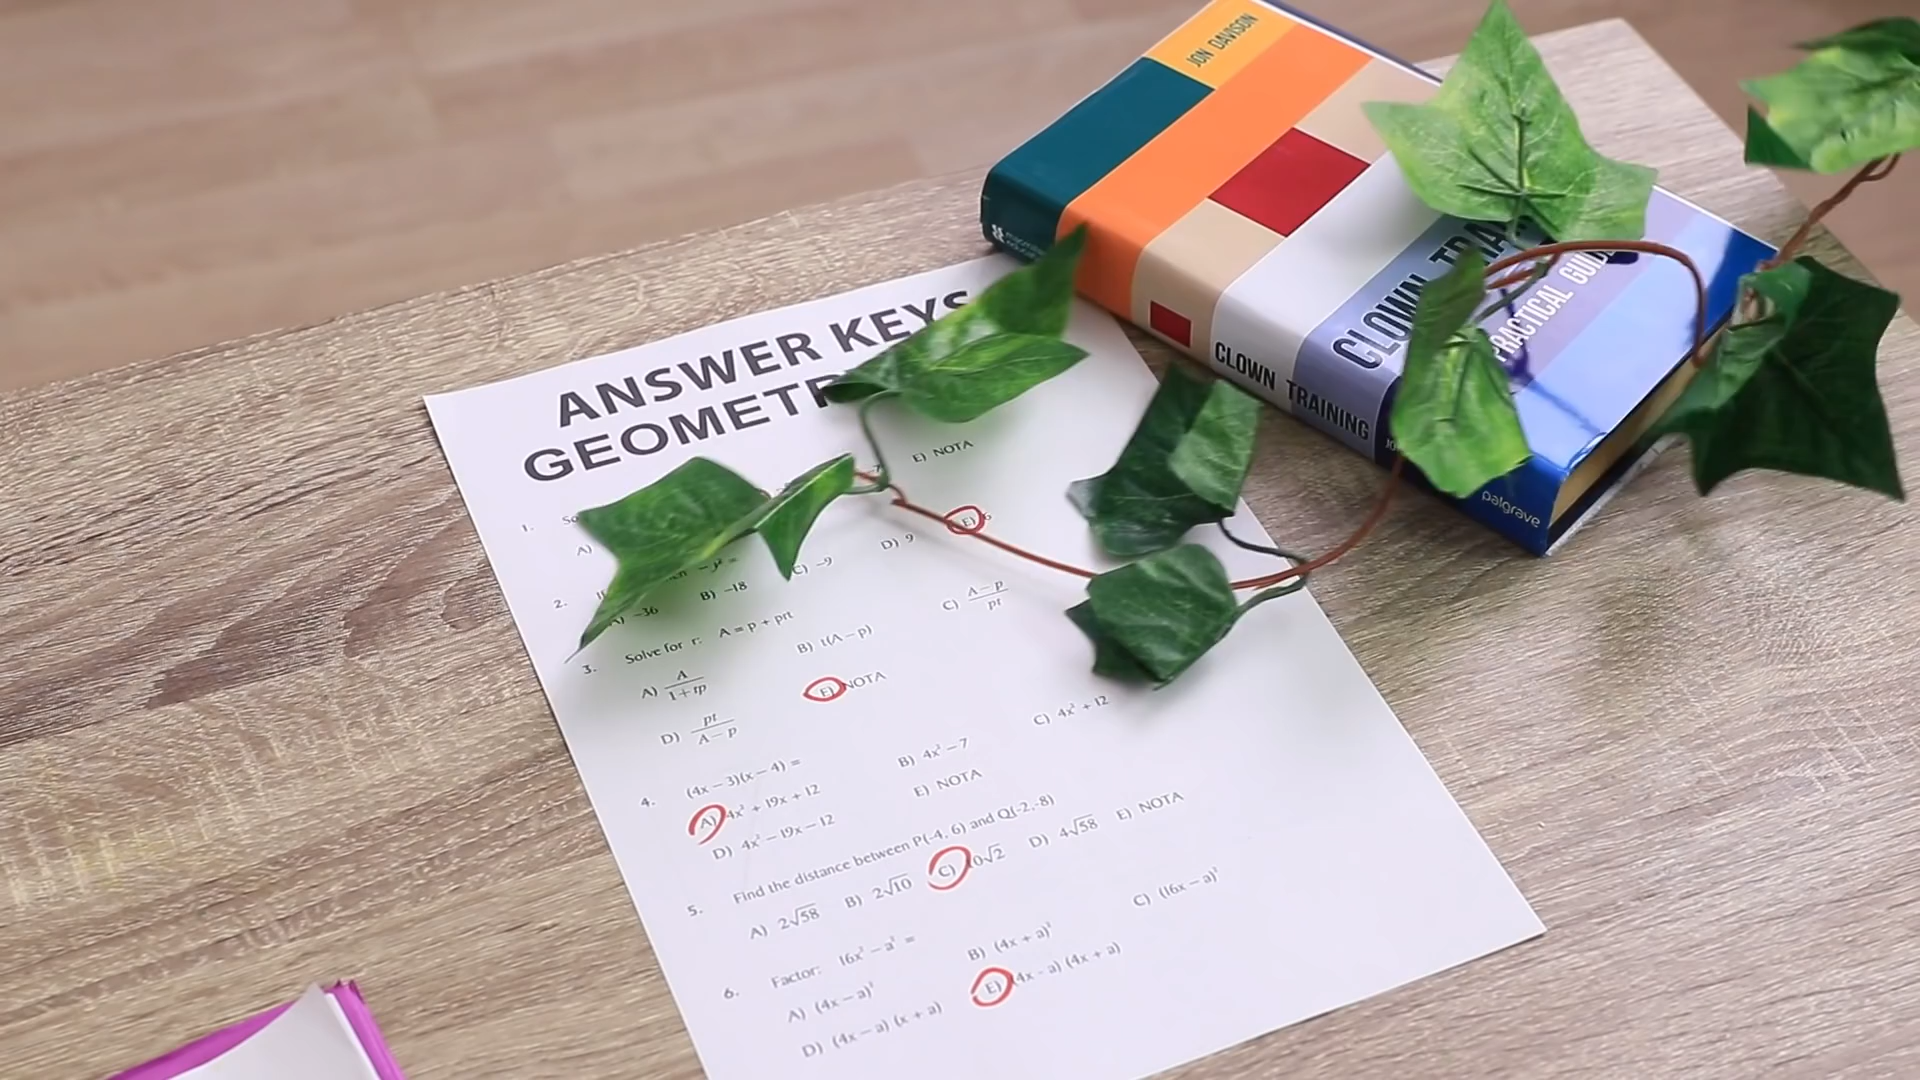 JON DAVISON
CLOWN TRA
PRACTICAL GUIDE
CLOWN TRAINING
palgrave
ANSWER KEYS
GEOMET
E) NOTA
1. So
A)
E) 6
2.
A) -36 B) -18 C) -9 D) 9
3. Solve for r: A = p + prt
A) A/(1+tp) B) t(A - p) C) (A - p)/pt
D) pt/(A - p) E) NOTA
4. (4x - 3)(x - 4) =
A) 4x² + 19x + 12 B) 4x² - 7 C) 4x² + 12
D) 4x² - 19x - 12 E) NOTA
5. Find the distance between P(-4, 6) and Q(-2,-8)
A) 2√58 B) 2√10 C) 10√2 D) 4√58 E) NOTA
6. Factor: 16x² - a² =
A) (4x - a)² B) (4x + a)² C) (16x - a)²
D) (4x - a) (x + a) E) (4x - a) (4x + a)